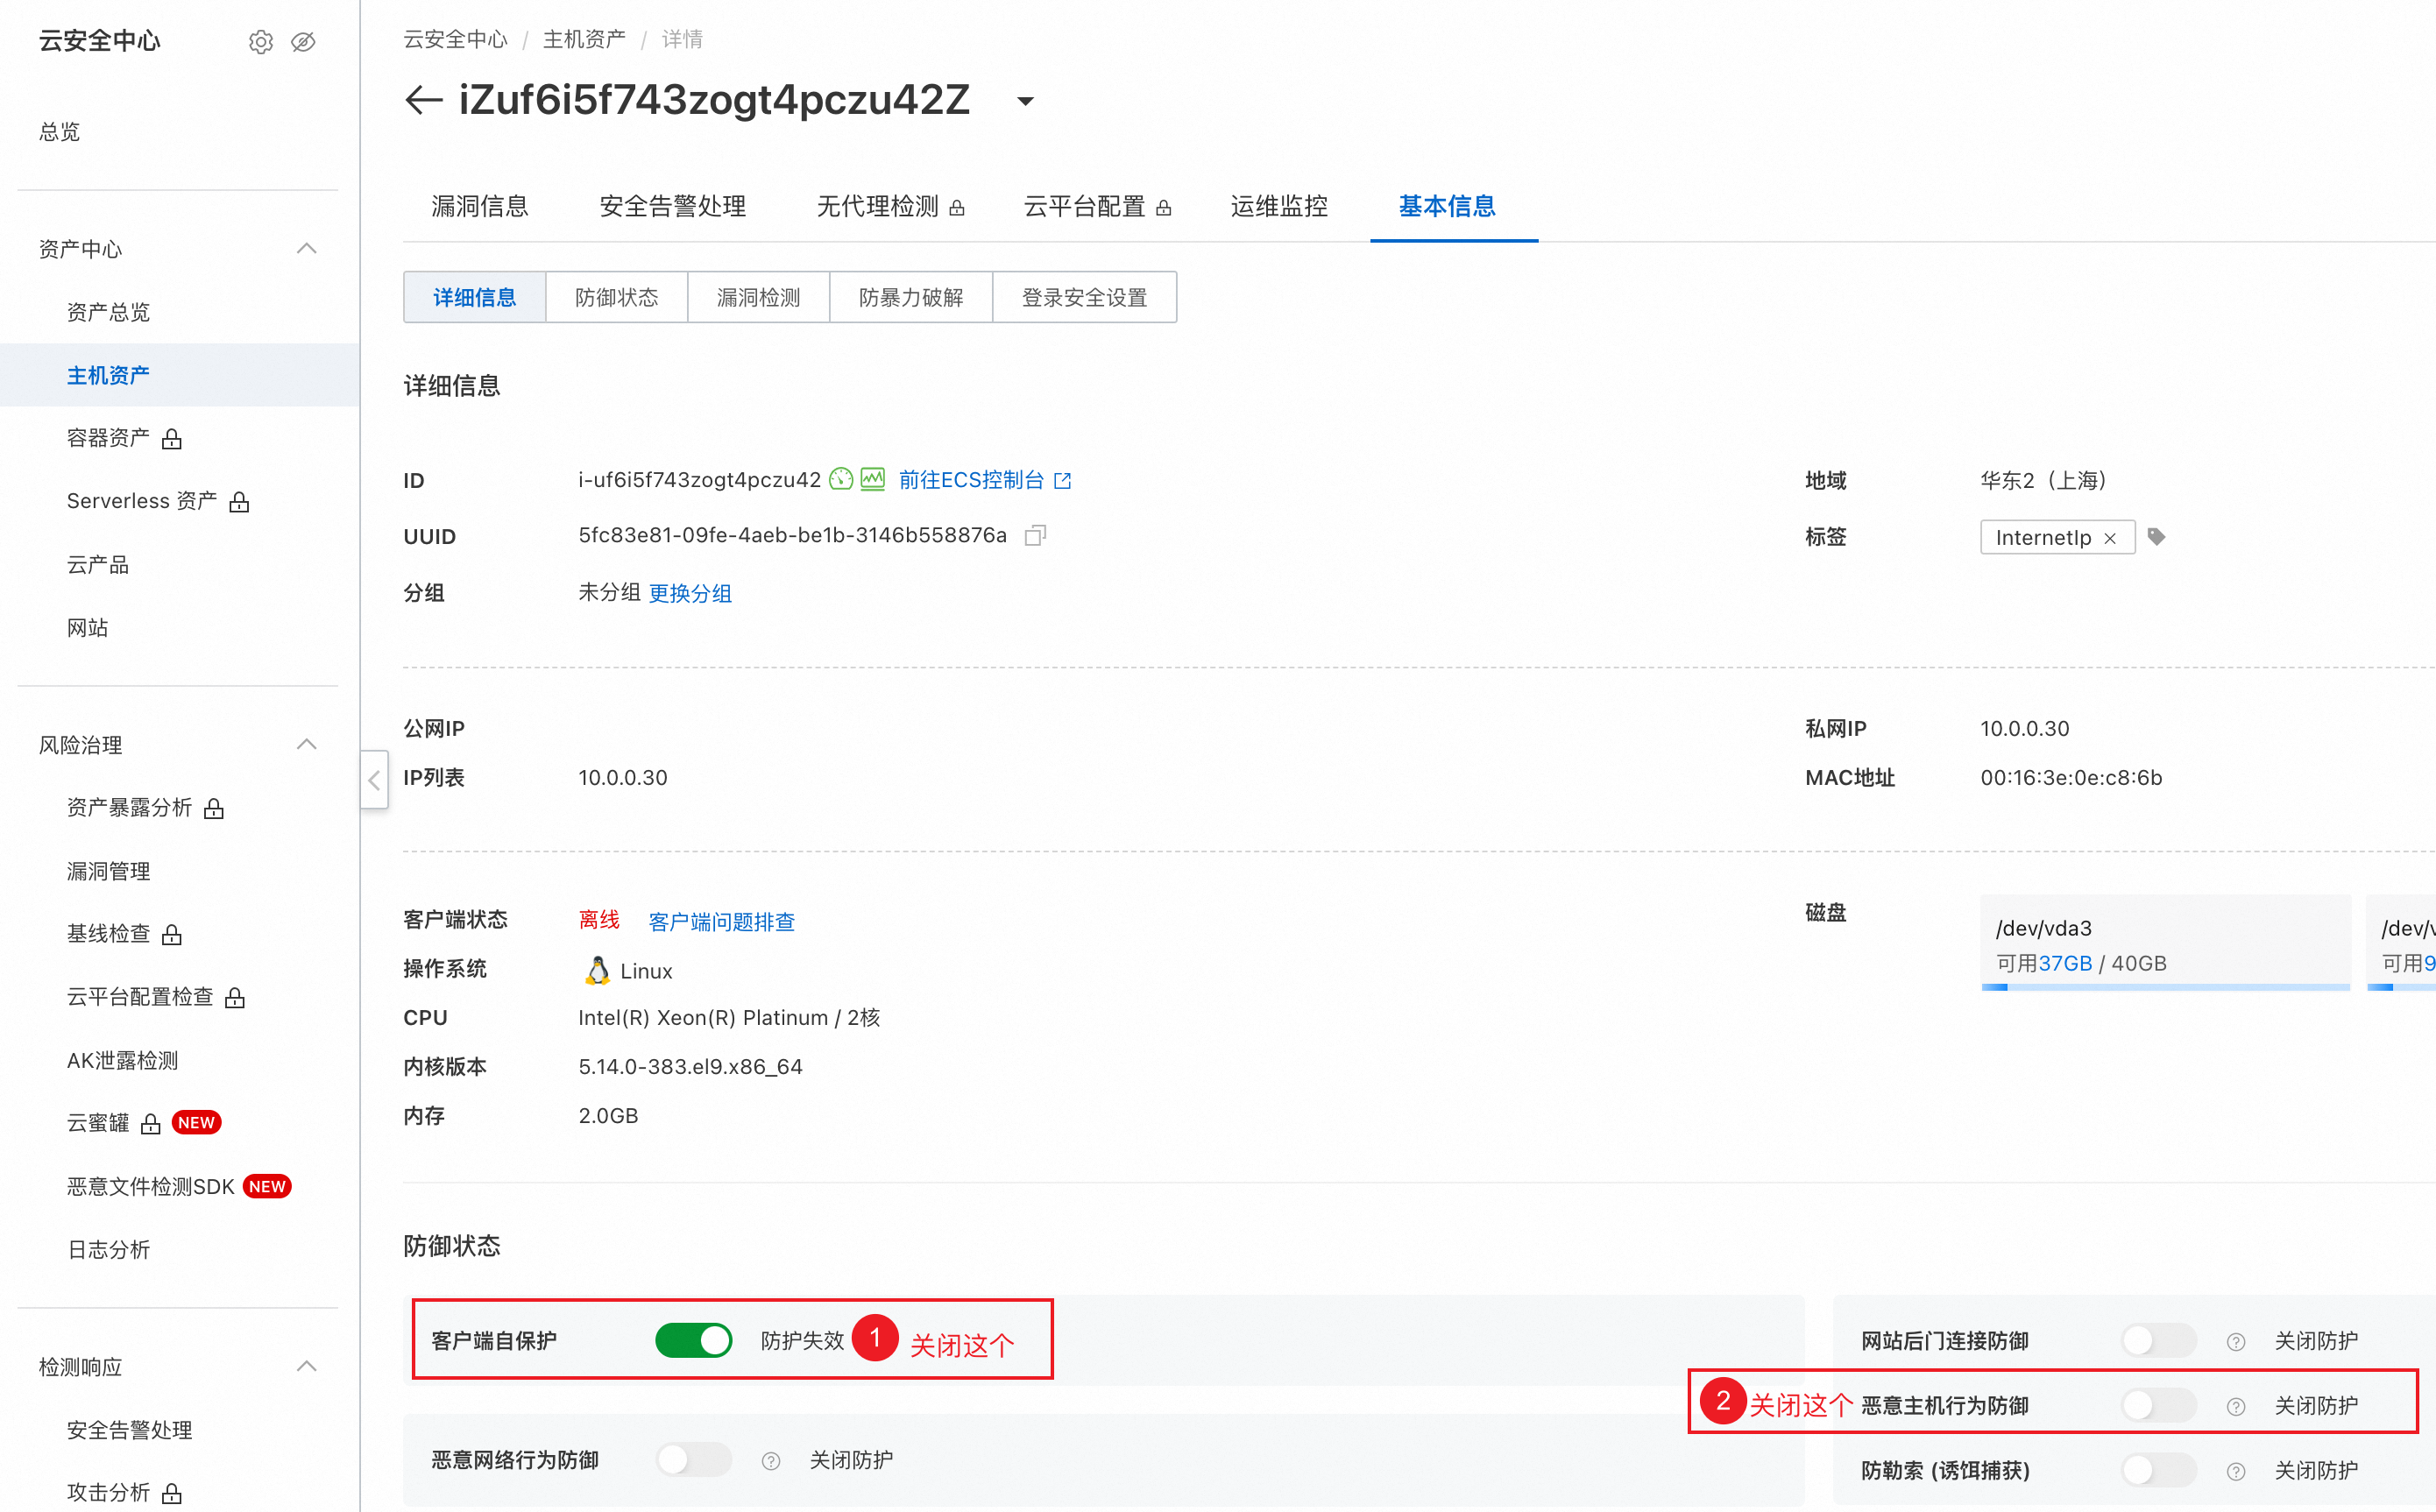 云安全中心
总览
资产中心
资产总览
主机资产
容器资产
Serverless 资产
云产品
网站
风险治理
资产暴露分析
漏洞管理
基线检查
云平台配置检查
AK泄露检测
云蜜罐 NEW
恶意文件检测SDK NEW
日志分析
检测响应
安全告警处理
攻击分析
云安全中心 / 主机资产 / 详情
iZuf6i5f743zogt4pczu42Z
漏洞信息 安全告警处理 无代理检测 云平台配置 运维监控 基本信息
详细信息 防御状态 漏洞检测 防暴力破解 登录安全设置
详细信息
ID i-uf6i5f743zogt4pczu42 前往ECS控制台 地域 华东2（上海）
UUID 5fc83e81-09fe-4aeb-be1b-3146b558876a 标签 InternetIp ×
分组 未分组 更换分组
公网IP 私网IP 10.0.0.30
IP列表 10.0.0.30 MAC地址 00:16:3e:0e:c8:6b
客户端状态 离线 客户端问题排查 磁盘 /dev/vda3 /dev/v
可用37GB / 40GB 可用9
操作系统 Linux
CPU Intel(R) Xeon(R) Platinum / 2核
内核版本 5.14.0-383.el9.x86_64
内存 2.0GB
防御状态
客户端自保护 防护失效 1 关闭这个 网站后门连接防御 ? 关闭防护
2 关闭这个 恶意主机行为防御 ? 关闭防护
恶意网络行为防御 ? 关闭防护 防勒索 (诱饵捕获) ? 关闭防护